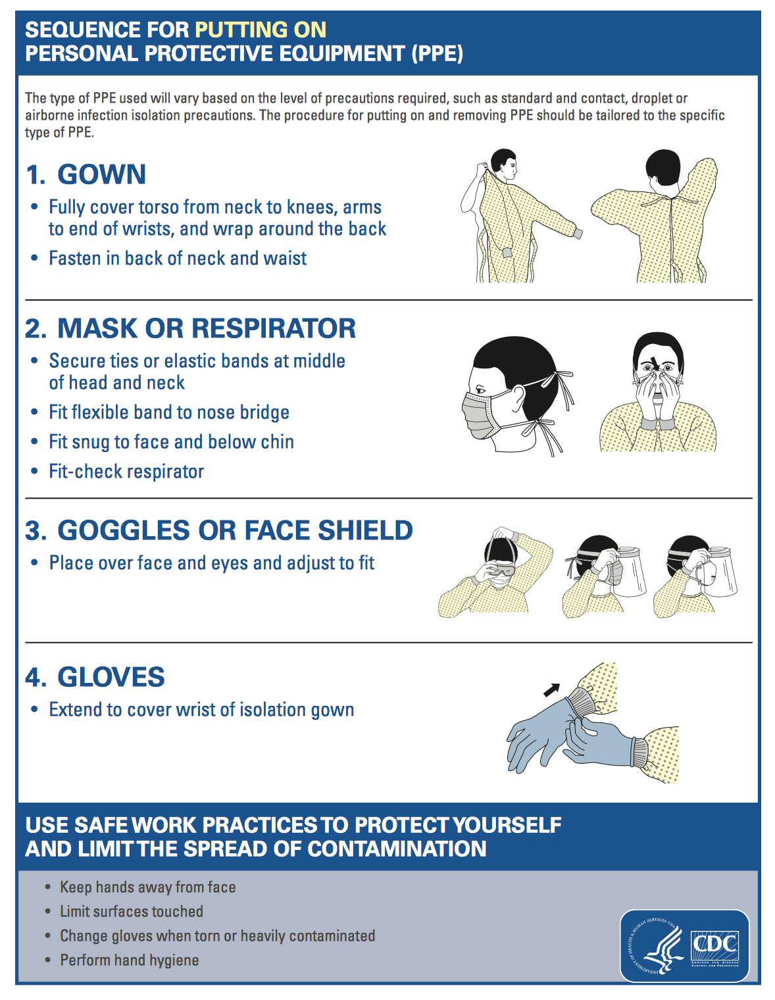 SEQUENCE FOR PUTTING ON
PERSONAL PROTECTIVE EQUIPMENT (PPE)
The type of PPE used will vary based on the level of precautions required, such as standard and contact, droplet or
airborne infection isolation precautions. The procedure for putting on and removing PPE should be tailored to the specific
type of PPE.
1. GOWN
• Fully cover torso from neck to knees, arms
to end of wrists, and wrap around the back
• Fasten in back of neck and waist
2. MASK OR RESPIRATOR
• Secure ties or elastic bands at middle
of head and neck
• Fit flexible band to nose bridge
• Fit snug to face and below chin
• Fit-check respirator
3. GOGGLES OR FACE SHIELD
• Place over face and eyes and adjust to fit
4. GLOVES
• Extend to cover wrist of isolation gown
USE SAFE WORK PRACTICES TO PROTECT YOURSELF
AND LIMIT THE SPREAD OF CONTAMINATION
• Keep hands away from face
• Limit surfaces touched
• Change gloves when torn or heavily contaminated
• Perform hand hygiene
DEPARTMENT OF HEALTH & HUMAN SERVICES·USA
CDC
CENTERS FOR DISEASE
CONTROL AND PREVENTION